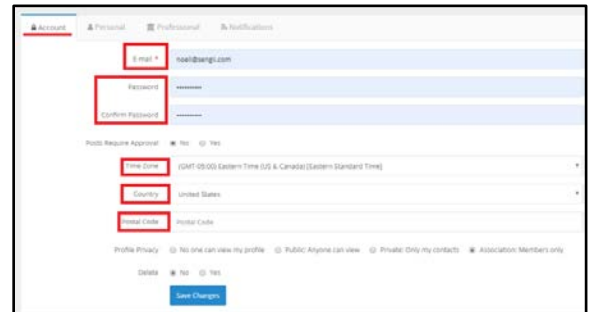 Account Personal Professional Notifications
E-mail * noeli@sengii.com
Password ••••••••••
Confirm Password ••••••••••
Posts Require Approval No Yes
Time Zone (GMT-05:00) Eastern Time (US & Canada) [Eastern Standard Time]
Country United States
Postal Code Postal Code
Profile Privacy No one can view my profile Public: Anyone can view Private: Only my contacts Association: Members only
Delete No Yes
Save Changes